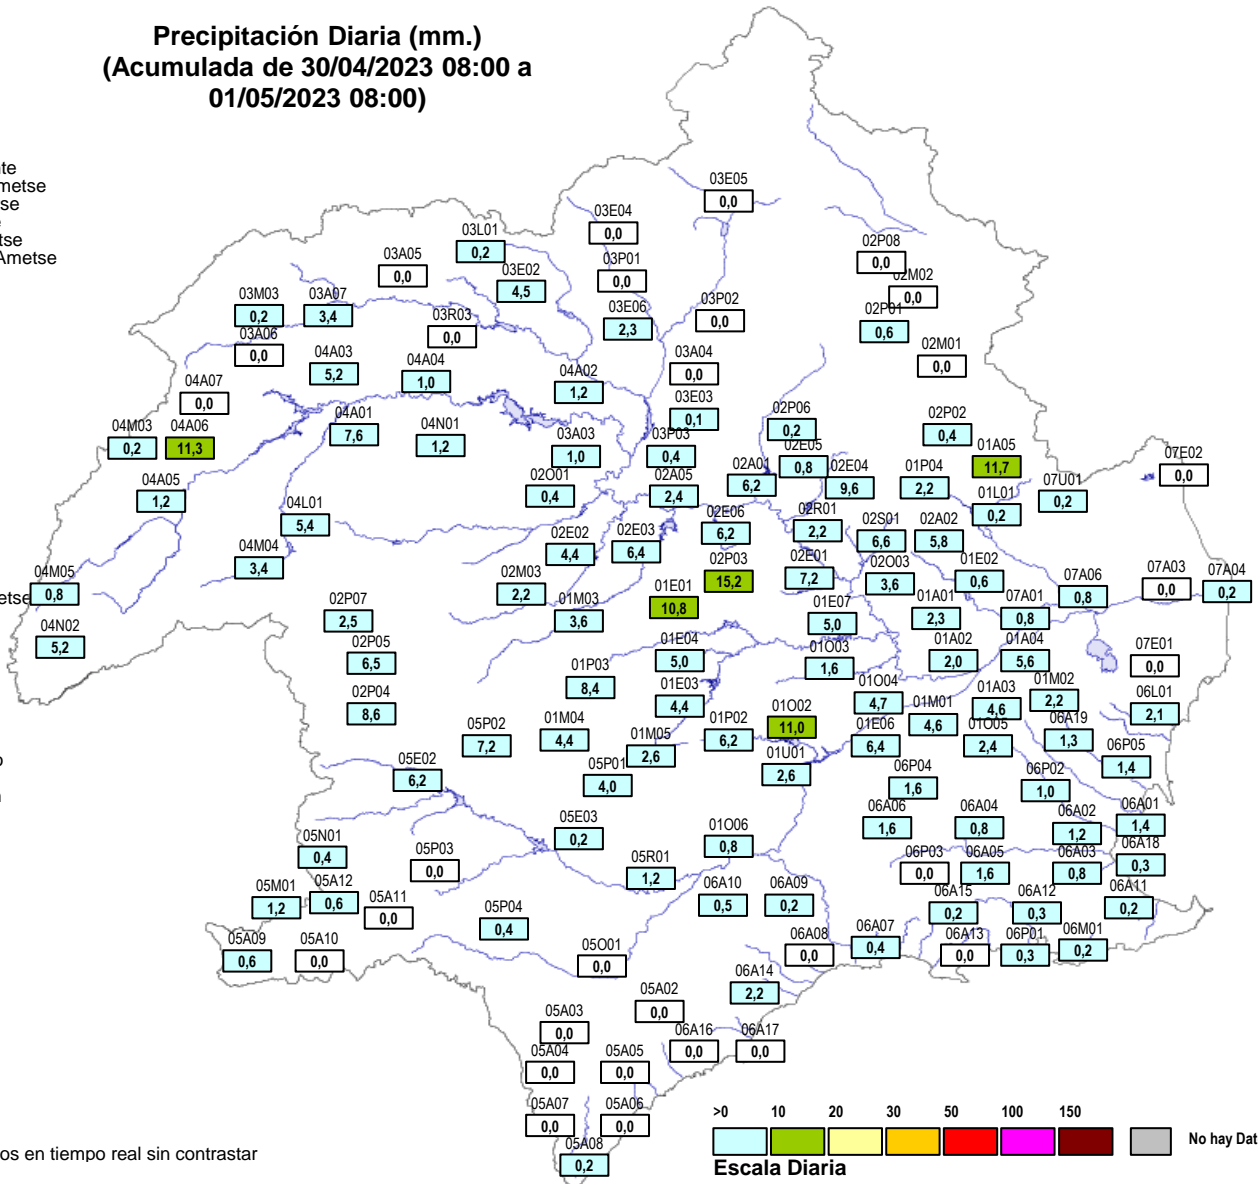 Precipitación Diaria (mm.)
(Acumulada de 30/04/2023 08:00 a
01/05/2023 08:00)
03E05
0,0
03E04
0,0
03L01
0,2
03A05
0,0
03P01
0,0
02P08
0,0
03E02
4,5
02M02
0,0
03M03
0,2
03A07
3,4
03E06
2,3
03P02
0,0
02P01
0,6
03R03
0,0
03A06
0,0
04A03
5,2
04A04
1,0
03A04
0,0
02M01
0,0
04A02
1,2
04A07
0,0
03E03
0,1
04A01
7,6
02P06
0,2
02P02
0,4
04M03
0,2
04A06
11,3
04N01
1,2
03A03
1,0
03P03
0,4
02E05
0,8
01A05
11,7
07E02
0,0
04A05
1,2
02O01
0,4
02A05
2,4
02A01
6,2
02E04
9,6
01P04
2,2
07U01
0,2
01L01
0,2
04L01
5,4
02E06
6,2
02R01
2,2
02S01
6,6
02A02
5,8
02E02
4,4
02E03
6,4
04M04
3,4
02P03
15,2
02E01
7,2
02O03
3,6
01E02
0,6
04M05
0,8
02M03
2,2
01E01
10,8
07A06
0,8
07A03
0,0
07A04
0,2
02P07
2,5
01M03
3,6
01E07
5,0
01A01
2,3
07A01
0,8
04N02
5,2
02P05
6,5
01E04
5,0
01O03
1,6
01A02
2,0
01A04
5,6
07E01
0,0
01P03
8,4
01E03
4,4
01O04
4,7
01A03
4,6
01M02
2,2
02P04
8,6
01O02
11,0
01M01
4,6
06L01
2,1
05P02
7,2
01M04
4,4
01M05
2,6
01P02
6,2
01E06
6,4
01O05
2,4
06A19
1,3
05E02
6,2
05P01
4,0
01U01
2,6
06P04
1,6
06P02
1,0
06P05
1,4
05E03
0,2
06A06
1,6
06A04
0,8
06A02
1,2
06A01
1,4
05N01
0,4
05P03
0,0
01O06
0,8
05R01
1,2
06P03
0,0
06A05
1,6
06A03
0,8
06A18
0,3
05M01
1,2
05A12
0,6
05A11
0,0
06A10
0,5
06A09
0,2
06A15
0,2
06A12
0,3
06A11
0,2
05P04
0,4
05A09
0,6
05A10
0,0
05O01
0,0
06A08
0,0
06A07
0,4
06A13
0,0
06P01
0,3
06M01
0,2
06A14
2,2
05A02
0,0
05A03
0,0
06A16
0,0
06A17
0,0
05A04
0,0
05A05
0,0
05A07
0,0
05A06
0,0
05A08
0,2
>0 10 20 30 50 100 150
No hay Dat
Escala Diaria
os en tiempo real sin contrastar